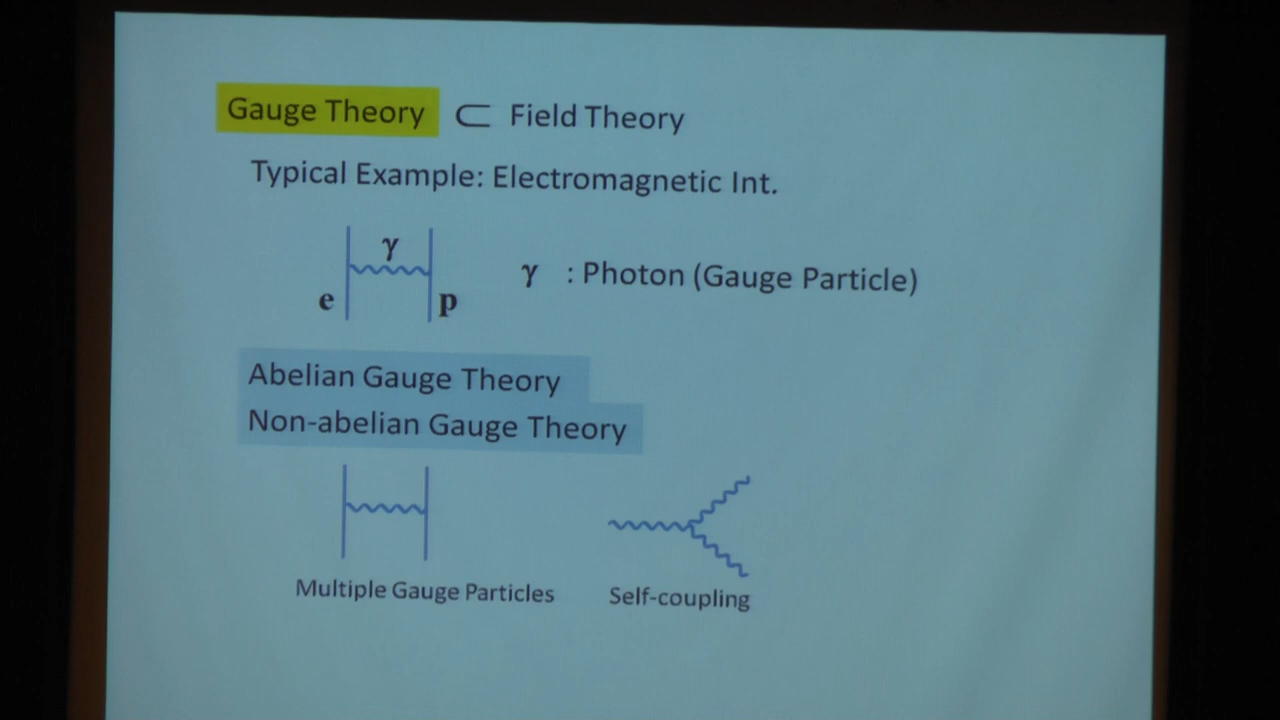 Gauge Theory ⊂ Field Theory
Typical Example: Electromagnetic Int.
γ
e
p
γ : Photon (Gauge Particle)
Abelian Gauge Theory
Non-abelian Gauge Theory
Multiple Gauge Particles
Self-coupling